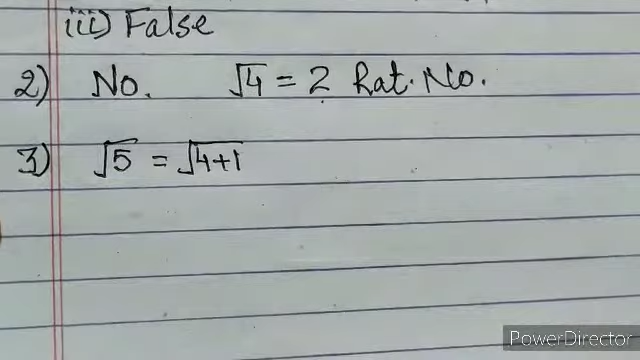 iii) False
2) No. √4 = 2 Rat. No.
3) √5 = √4+1
PowerDirector